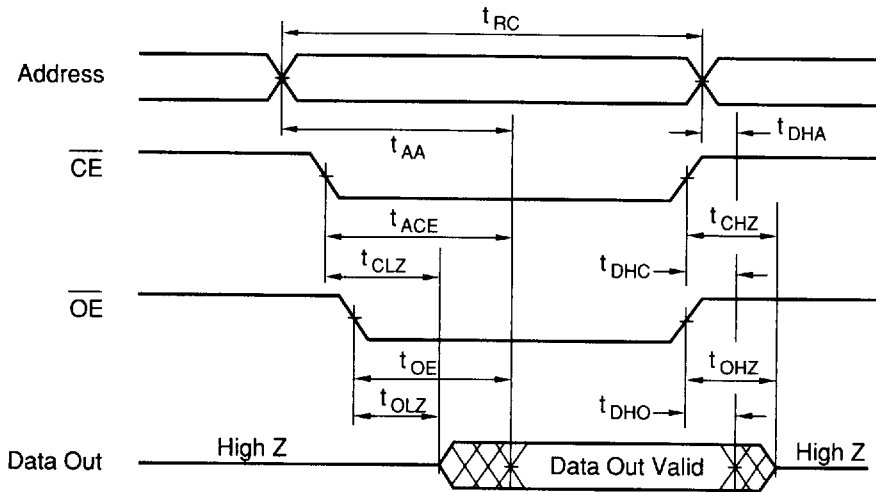 tRC
Address
tAA
tDHA
CE
tACE
tCHZ
tCLZ
tDHC
OE
tOE
tOHZ
tOLZ
tDHO
Data Out
High Z
Data Out Valid
High Z